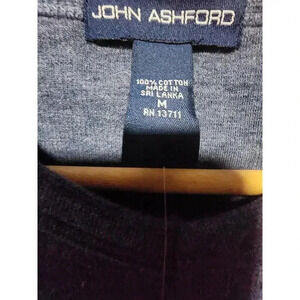 JOHN ASHFORD
100% COTTON
MADE IN
SRI LANKA
M
RN 13711